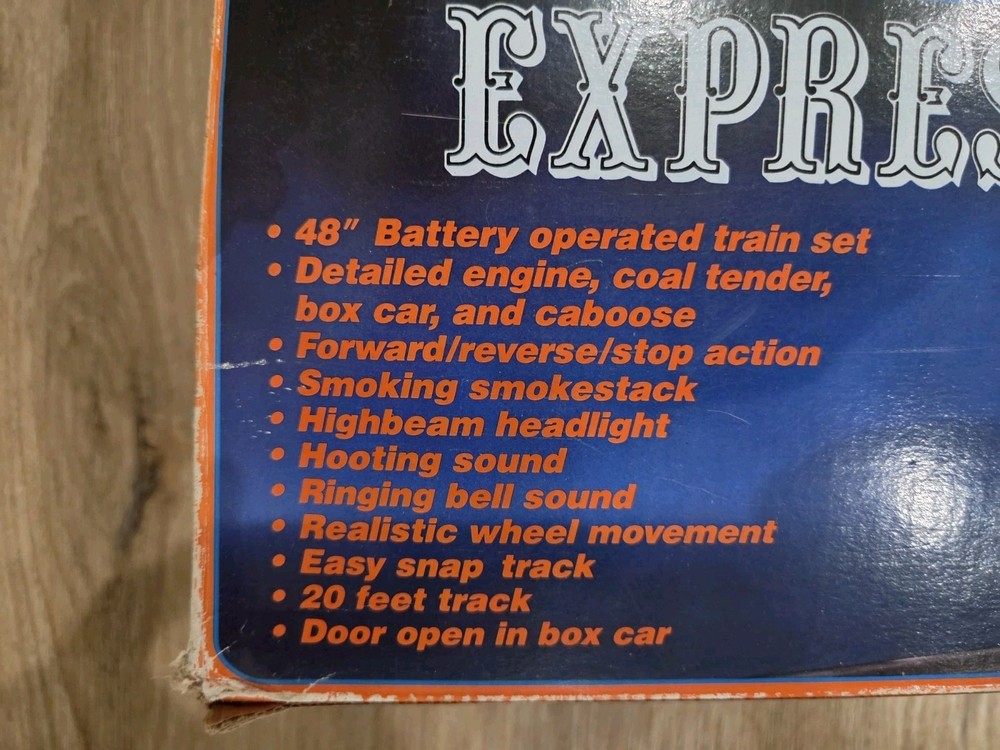 EXPRES
• 48" Battery operated train set
• Detailed engine, coal tender,
box car, and caboose
• Forward/reverse/stop action
• Smoking smokestack
• Highbeam headlight
• Hooting sound
• Ringing bell sound
• Realistic wheel movement
• Easy snap track
• 20 feet track
• Door open in box car